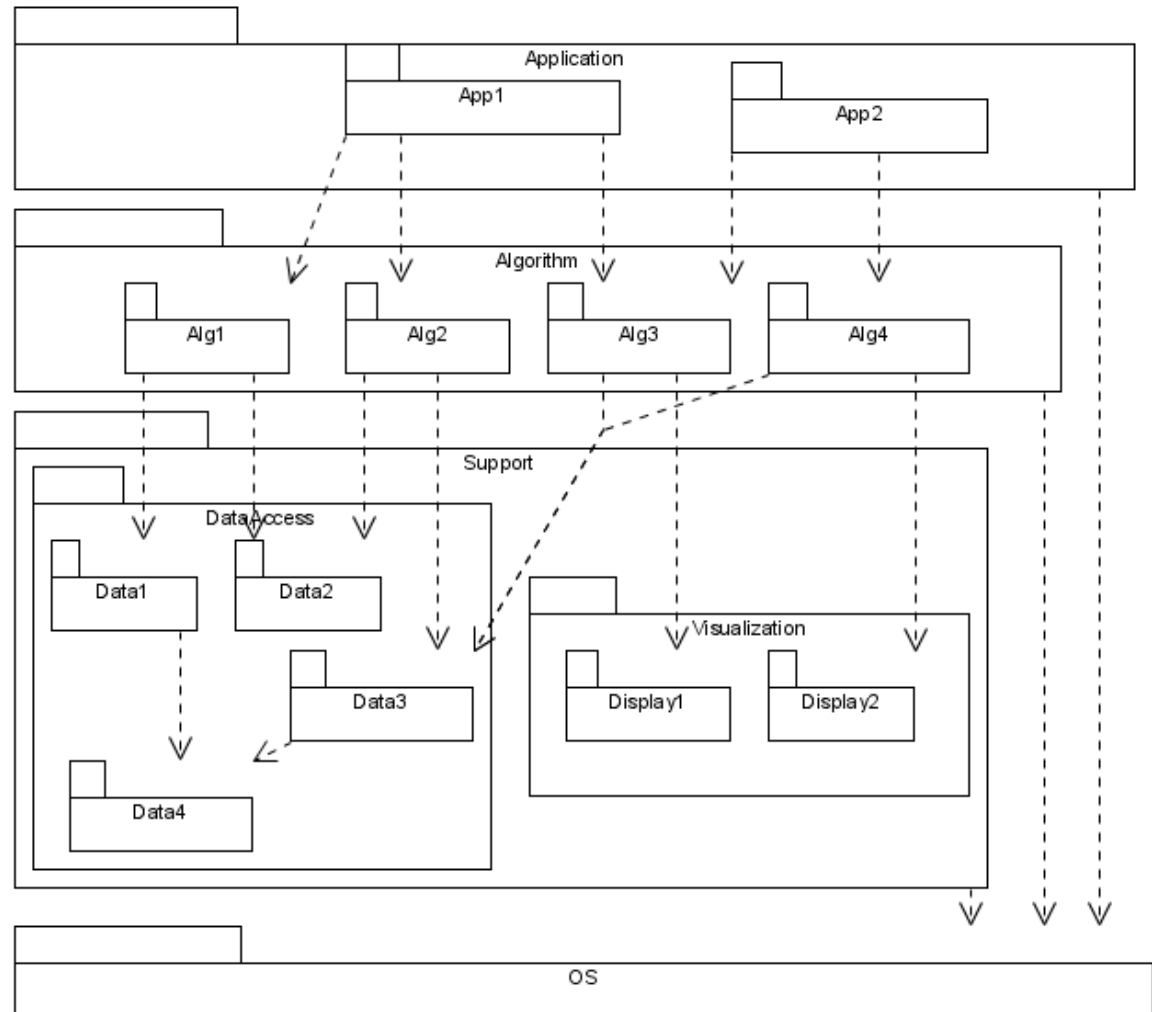 Application
App1
App2
Algorithm
Alg1
Alg2
Alg3
Alg4
Support
DataAccess
Data1
Data2
Visualization
Data3
Display1
Display2
Data4
OS